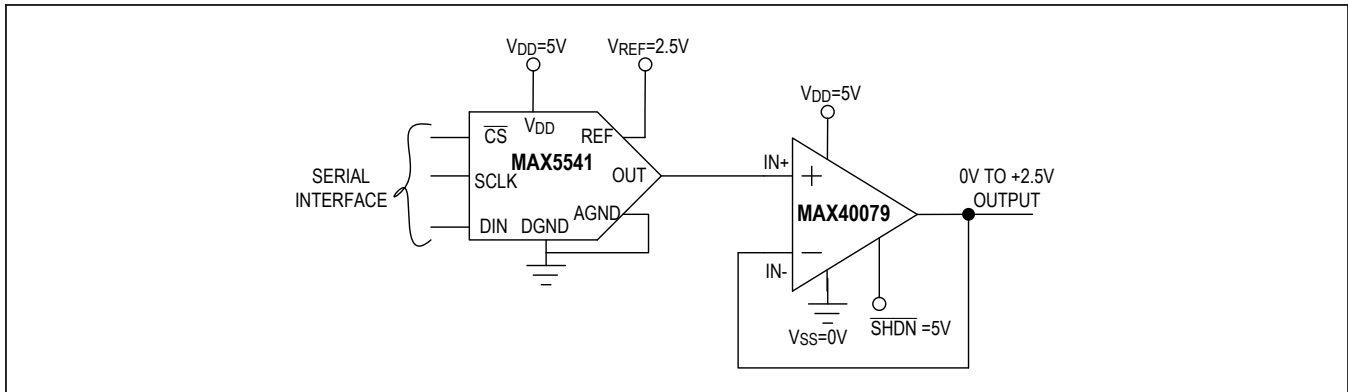 VDD=5V
VREF=2.5V
VDD
CS
REF
MAX5541
SCLK
OUT
AGND
DIN
DGND
SERIAL
INTERFACE
VDD=5V
IN+
+
MAX40079
−
IN-
0V TO +2.5V
OUTPUT
SHDN =5V
VSS=0V